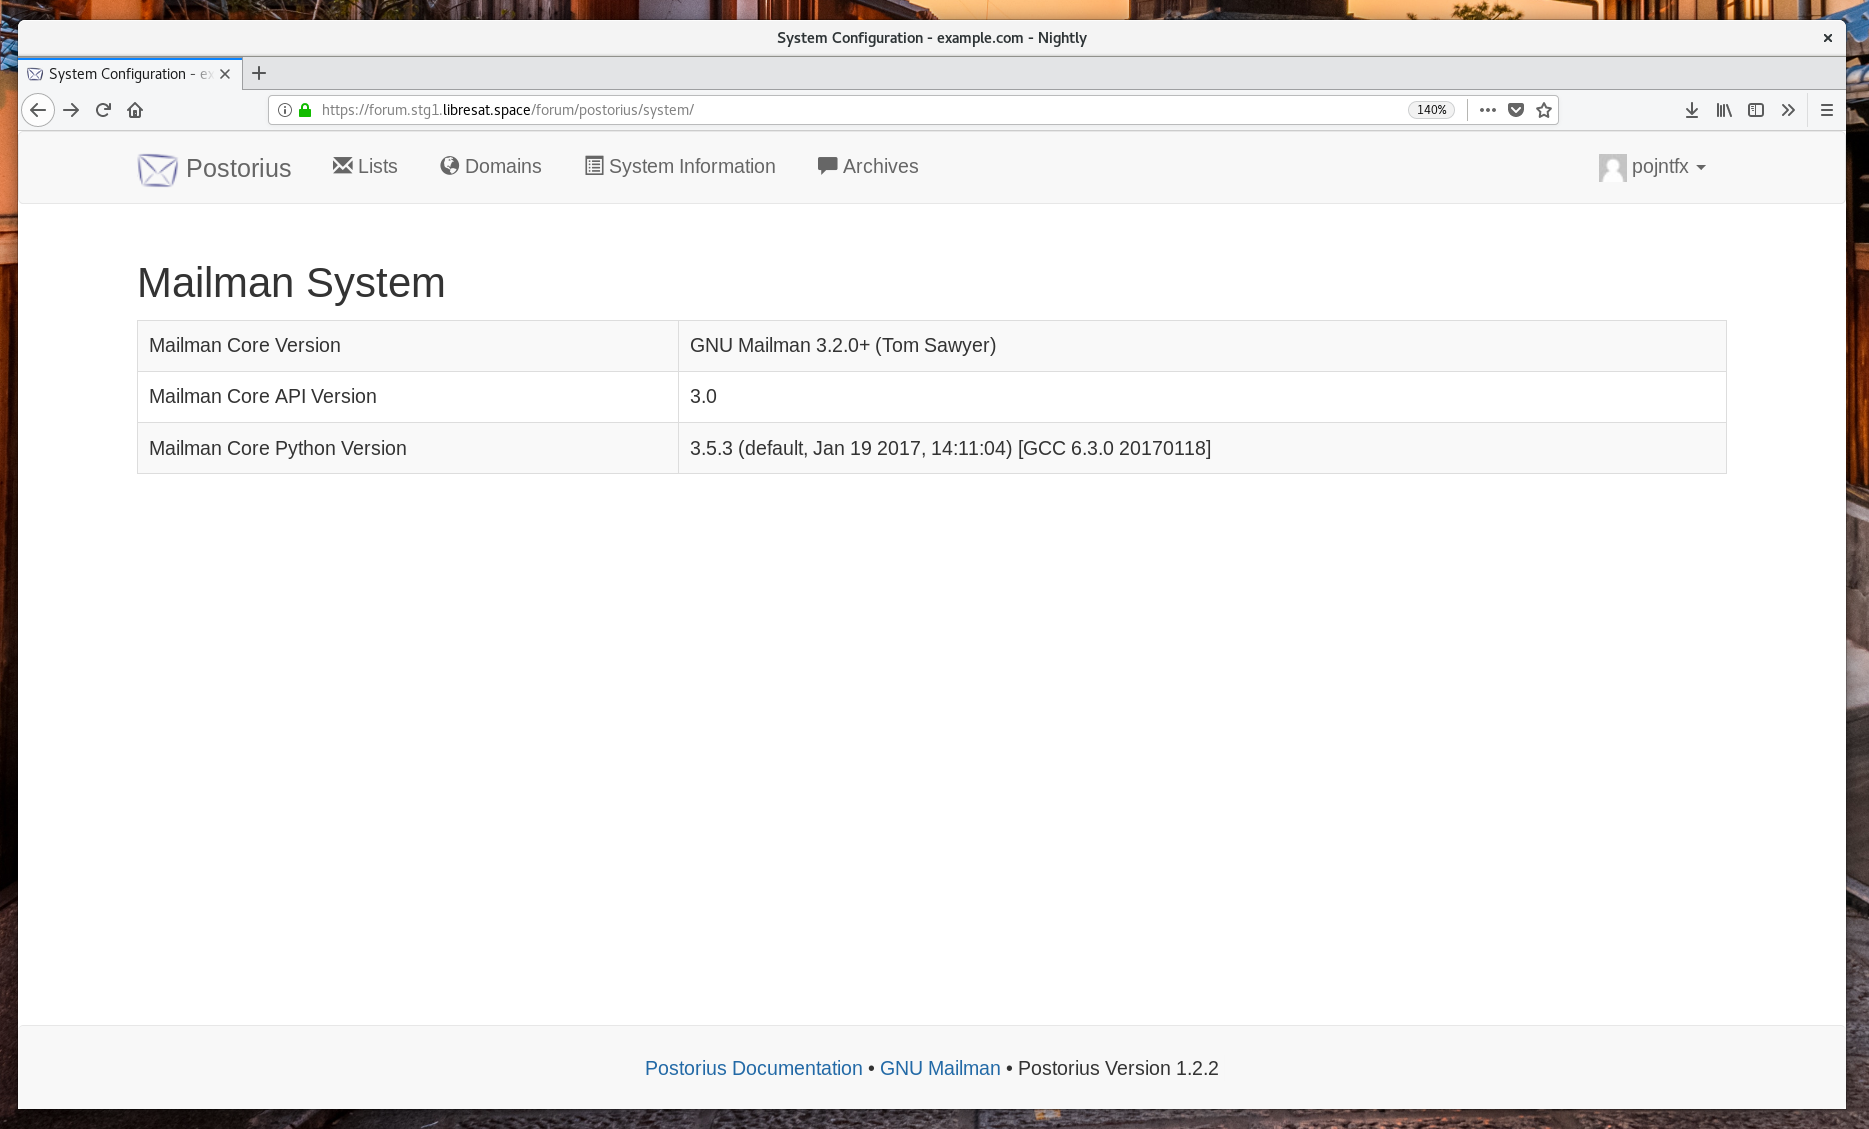 System Configuration - example.com - Nightly
System Configuration - ex
https://forum.stg1.libresat.space/forum/postorius/system/ 140%
Postorius Lists Domains System Information Archives pojntfx
Mailman System
Mailman Core Version GNU Mailman 3.2.0+ (Tom Sawyer)
Mailman Core API Version 3.0
Mailman Core Python Version 3.5.3 (default, Jan 19 2017, 14:11:04) [GCC 6.3.0 20170118]
Postorius Documentation • GNU Mailman • Postorius Version 1.2.2